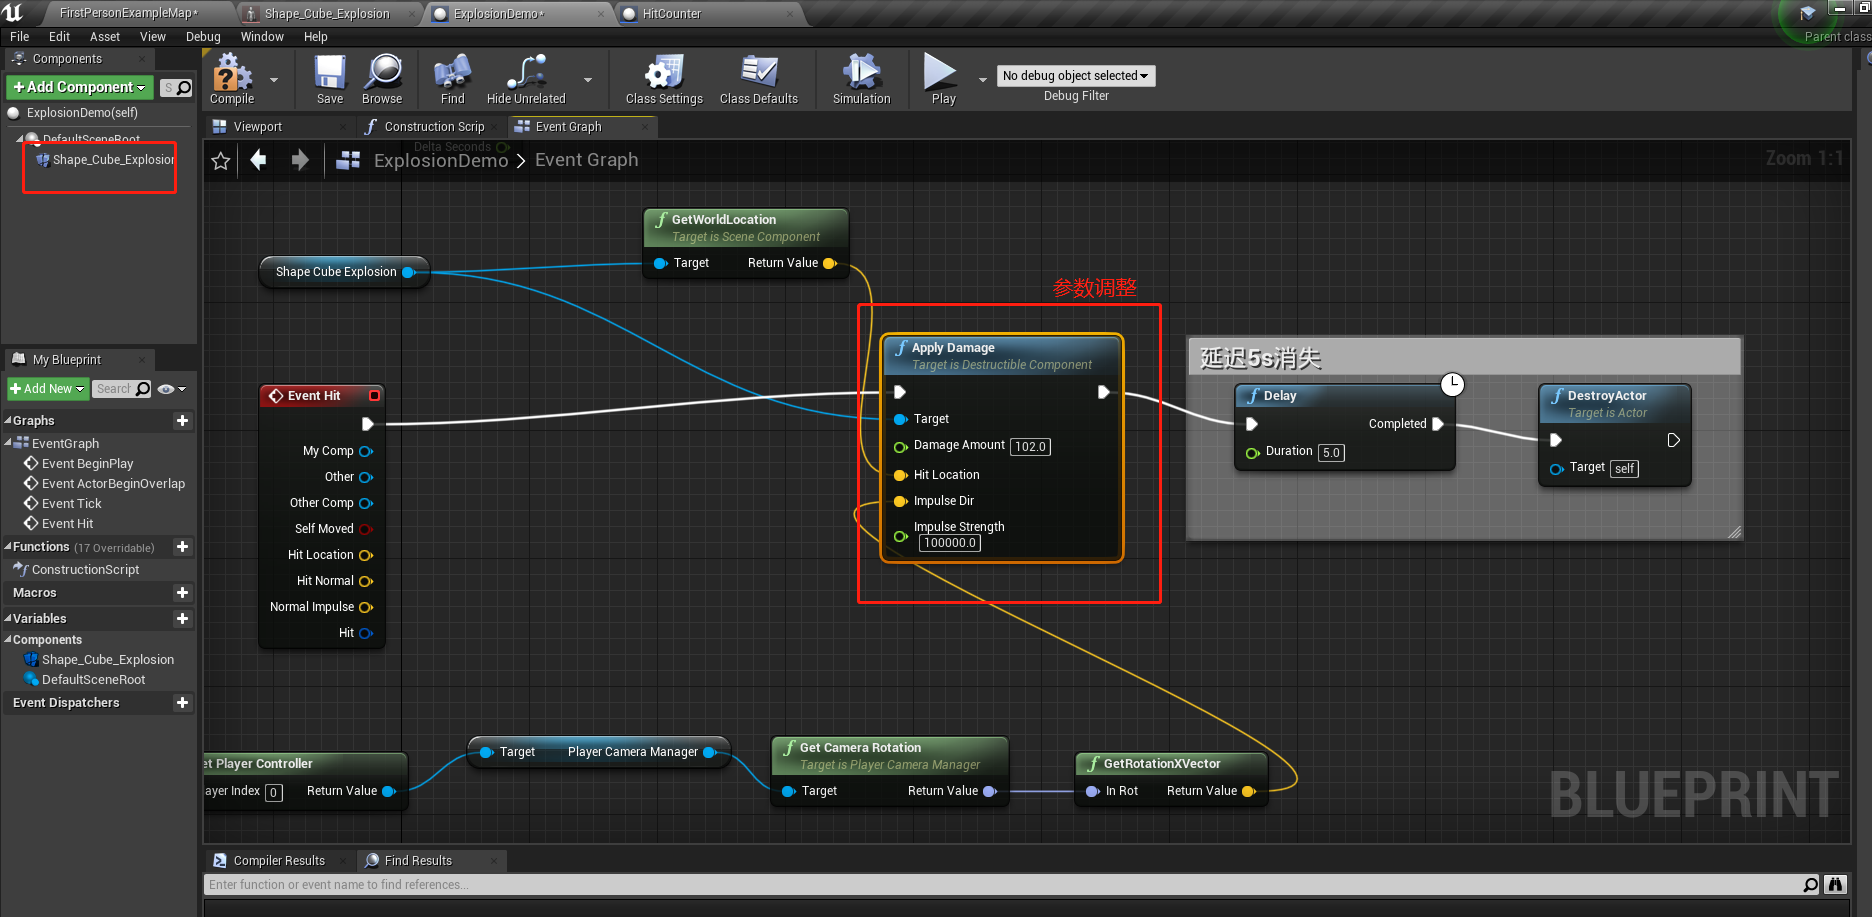 FirstPersonExampleMap*
Shape_Cube_Explosion
ExplosionDemo*
HitCounter
File Edit Asset View Debug Window Help
Parent class
Components
+Add Component
S
ExplosionDemo(self)
DefaultSceneRoot
Shape_Cube_Explosion
Compile
Save
Browse
Find
Hide Unrelated
Class Settings
Class Defaults
Simulation
Play
No debug object selected
Debug Filter
Viewport
Construction Scrip
Event Graph
Delta Seconds
ExplosionDemo > Event Graph
Zoom 1:1
GetWorldLocation
Target is Scene Component
Target Return Value
Shape Cube Explosion
参数调整
Apply Damage
Target is Destructible Component
Target
Damage Amount 102.0
Hit Location
Impulse Dir
Impulse Strength
100000.0
延迟5s消失
Delay
Completed
Duration 5.0
DestroyActor
Target is Actor
Target self
Event Hit
My Comp
Other
Other Comp
Self Moved
Hit Location
Hit Normal
Normal Impulse
Hit
My Blueprint
+Add New
Search
Graphs
EventGraph
Event BeginPlay
Event ActorBeginOverlap
Event Tick
Event Hit
Functions (17 Overridable)
ConstructionScript
Macros
Variables
Components
Shape_Cube_Explosion
DefaultSceneRoot
Event Dispatchers
et Player Controller
ayer Index 0 Return Value
Target Player Camera Manager
Get Camera Rotation
Target is Player Camera Manager
Target Return Value
GetRotationXVector
In Rot Return Value
BLUEPRINT
Compiler Results
Find Results
Enter function or event name to find references...